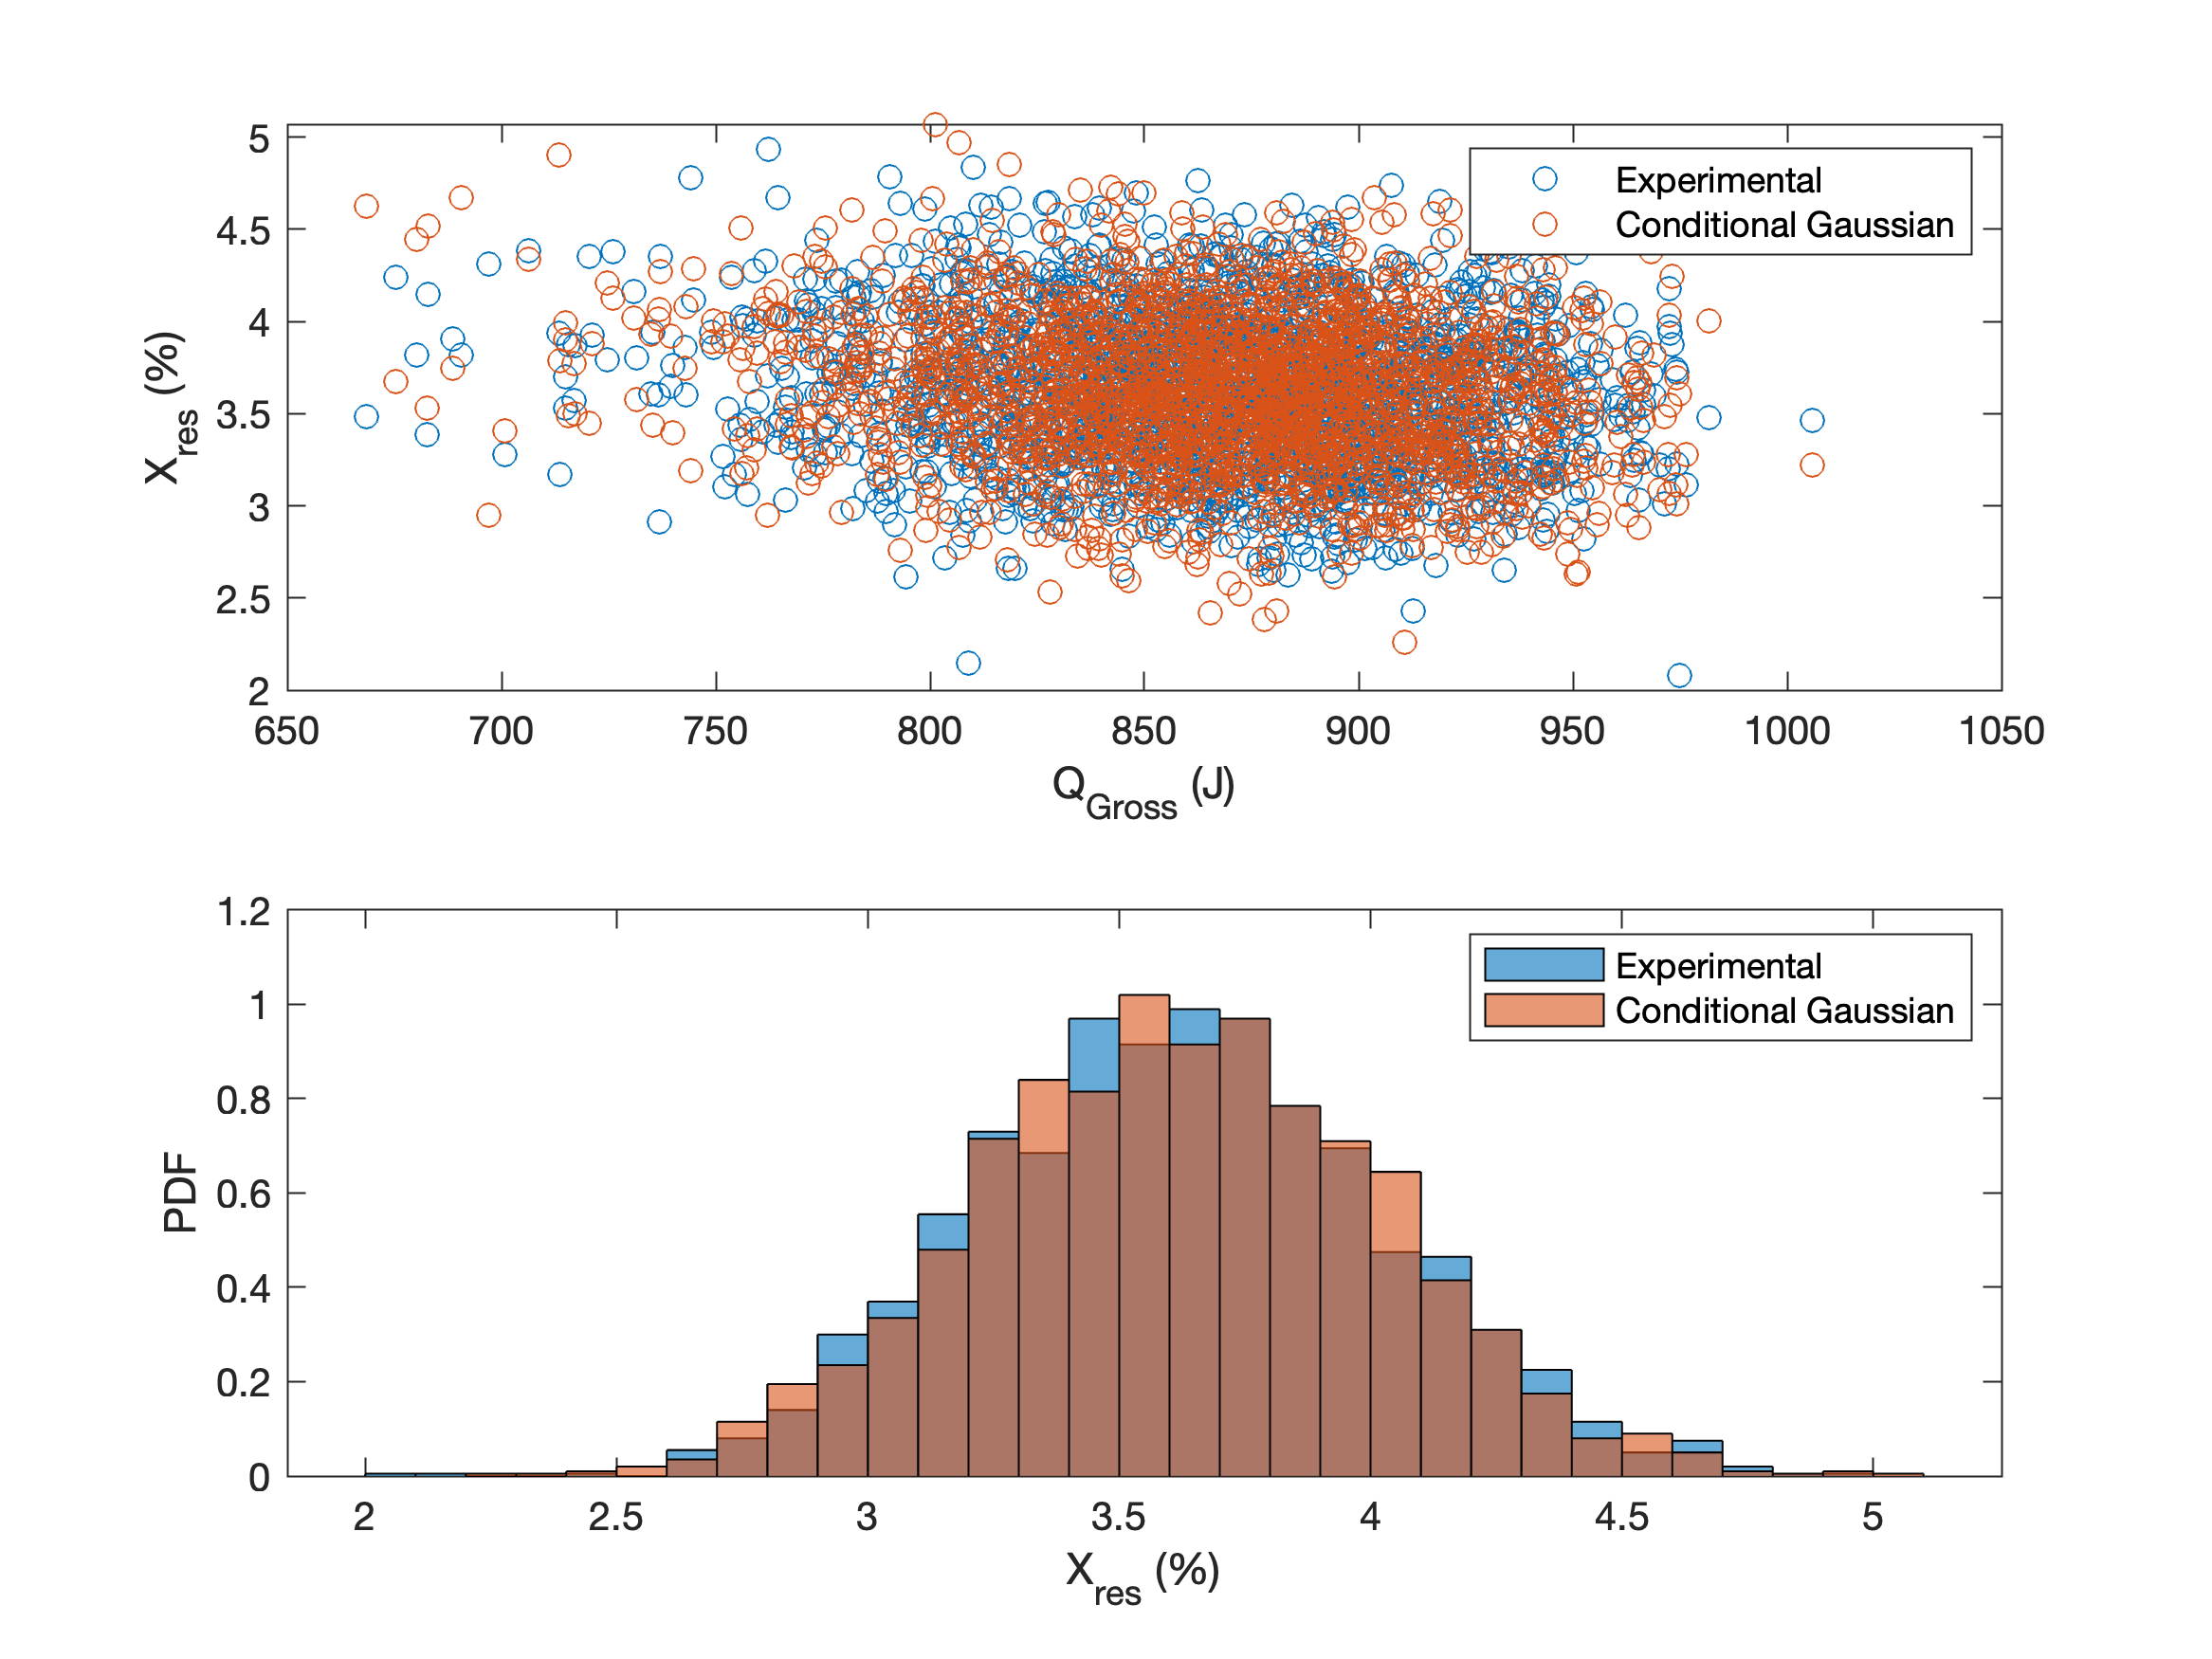 5
4.5
4
3.5
3
2.5
2
X_res (%)
Experimental
Conditional Gaussian
650 700 750 800 850 900 950 1000 1050
Q_Gross (J)
1.2
1
0.8
0.6
0.4
0.2
0
PDF
Experimental
Conditional Gaussian
2 2.5 3 3.5 4 4.5 5
X_res (%)